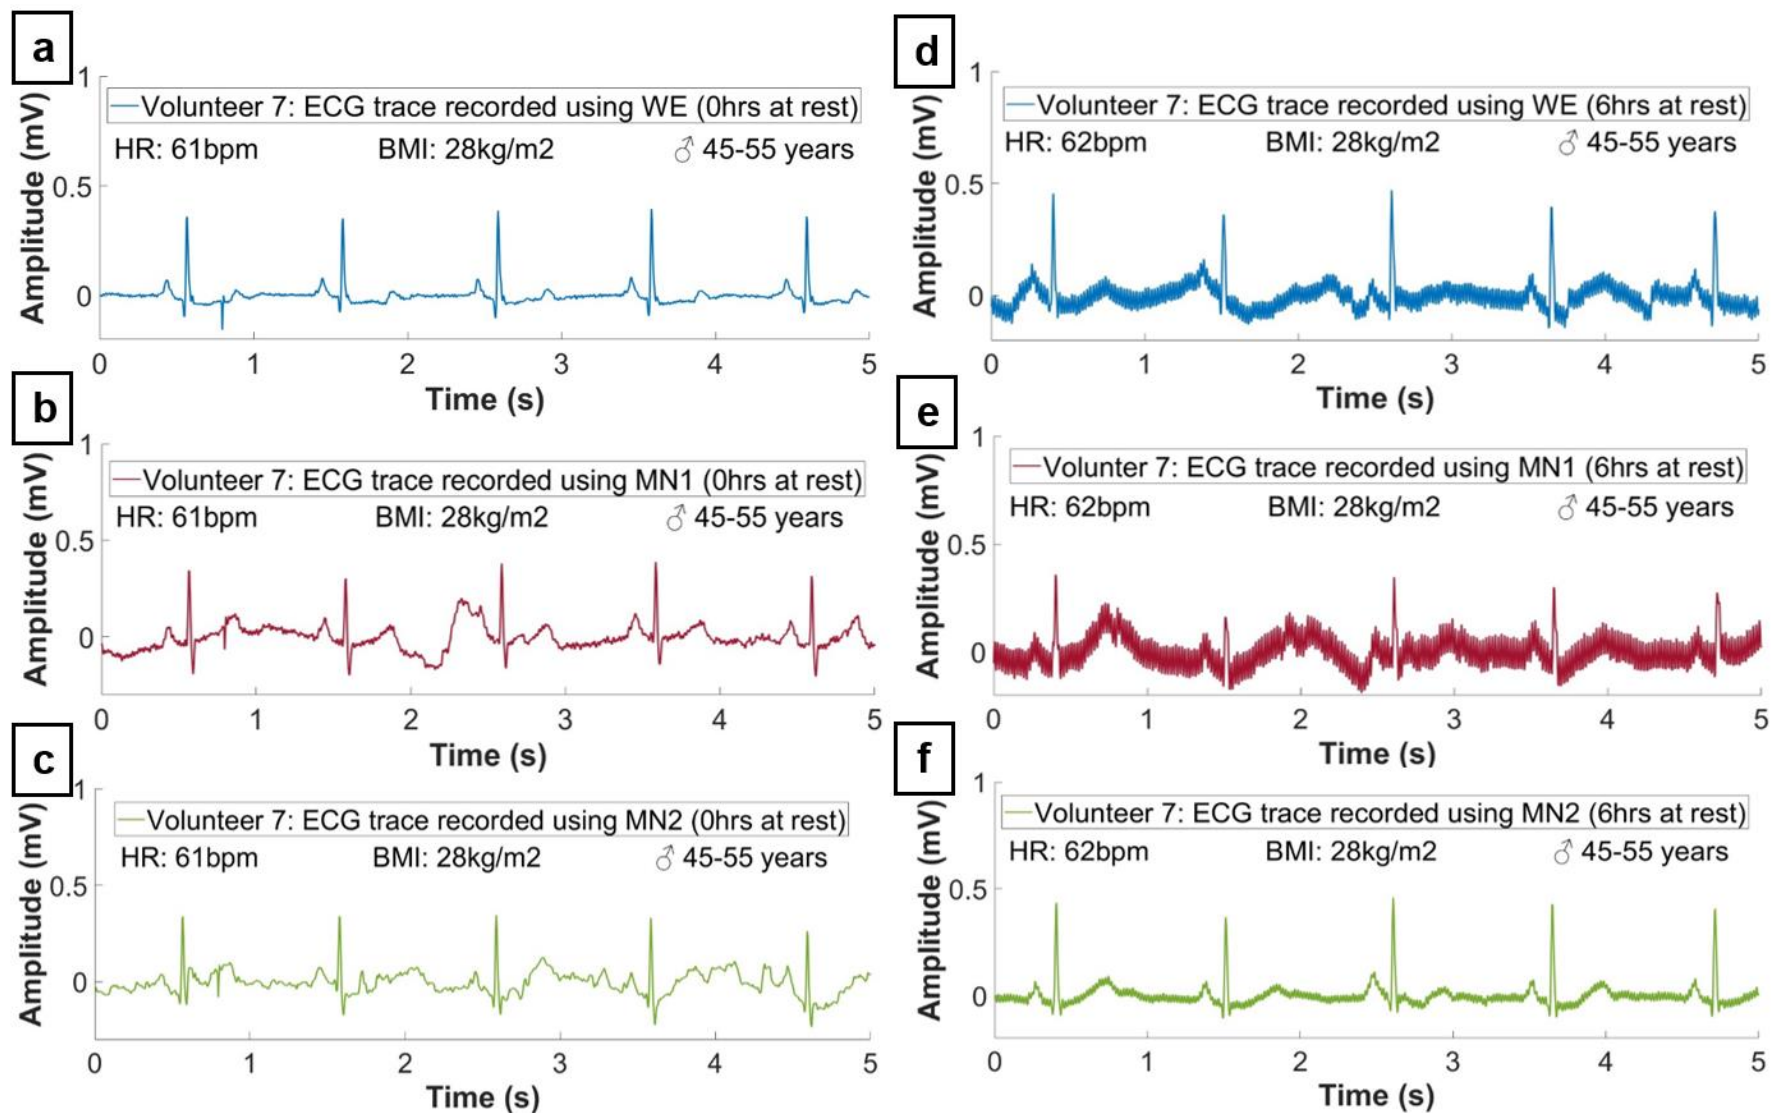 a
1
Volunteer 7: ECG trace recorded using WE (0hrs at rest)
HR: 61bpm BMI: 28kg/m2 ♂ 45-55 years
0.5
0
Amplitude (mV)
0 1 2 3 4 5
Time (s)
b
1
Volunteer 7: ECG trace recorded using MN1 (0hrs at rest)
HR: 61bpm BMI: 28kg/m2 ♂ 45-55 years
0.5
0
Amplitude (mV)
0 1 2 3 4 5
Time (s)
c
1
Volunteer 7: ECG trace recorded using MN2 (0hrs at rest)
HR: 61bpm BMI: 28kg/m2 ♂ 45-55 years
0.5
0
Amplitude (mV)
0 1 2 3 4 5
Time (s)
d
1
Volunteer 7: ECG trace recorded using WE (6hrs at rest)
HR: 62bpm BMI: 28kg/m2 ♂ 45-55 years
0.5
0
Amplitude (mV)
0 1 2 3 4 5
Time (s)
e
1
Volunter 7: ECG trace recorded using MN1 (6hrs at rest)
HR: 62bpm BMI: 28kg/m2 ♂ 45-55 years
0.5
0
Amplitude (mV)
0 1 2 3 4 5
Time (s)
f
1
Volunteer 7: ECG trace recorded using MN2 (6hrs at rest)
HR: 62bpm BMI: 28kg/m2 ♂ 45-55 years
0.5
0
Amplitude (mV)
0 1 2 3 4 5
Time (s)